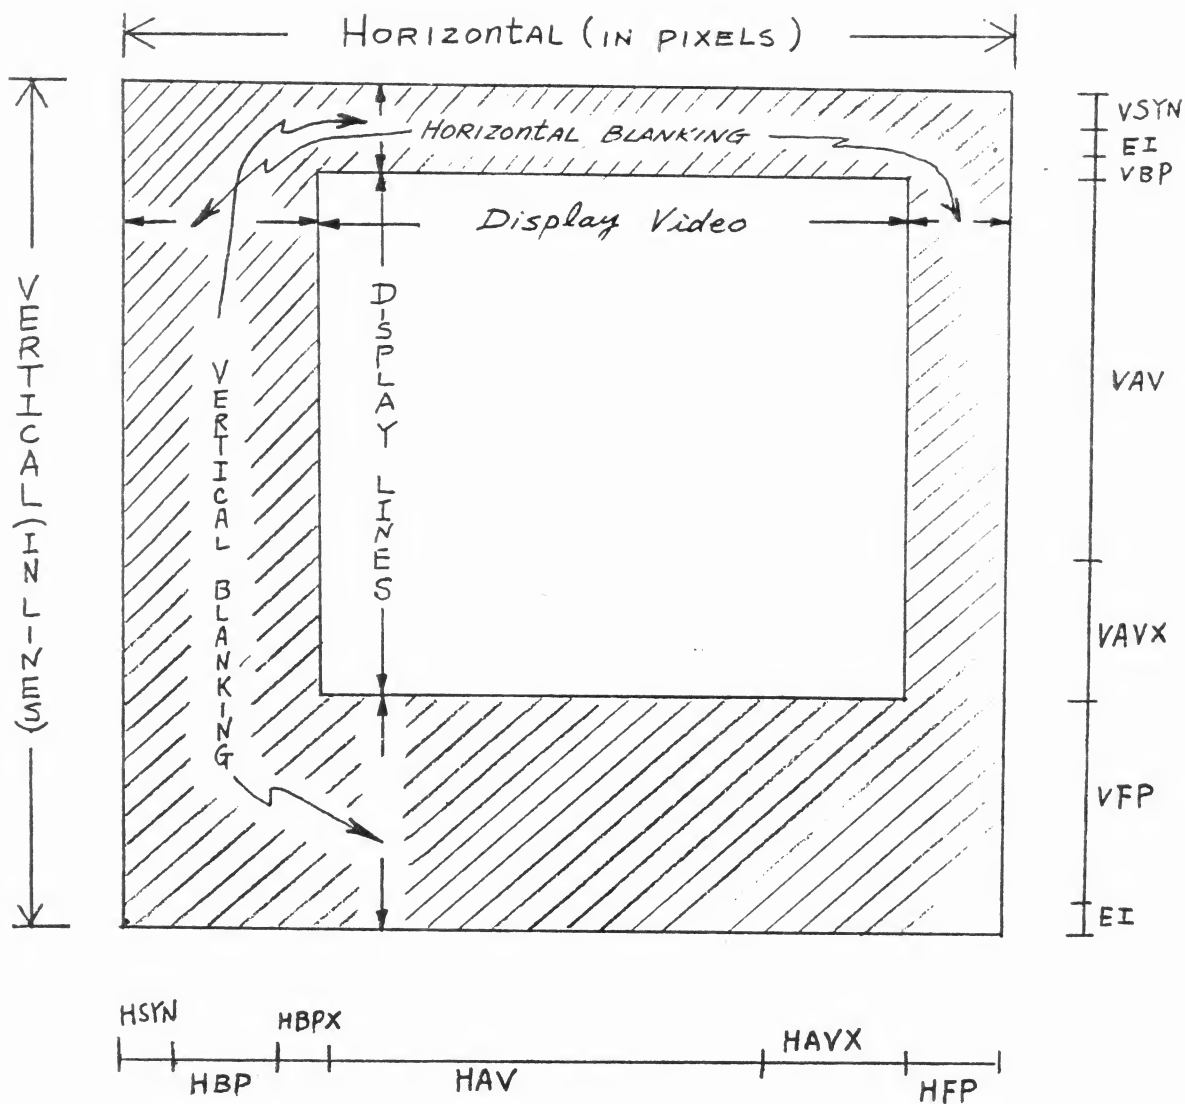 HORIZONTAL (IN PIXELS)
VERTICAL (IN LINES)
HORIZONTAL BLANKING
Display Video
DISPLAY LINES
VERTICAL BLANKING
VSYN
EI
VBP
VAV
VAVX
VFP
EI
HSYN
HBP
HBPX
HAV
HAVX
HFP